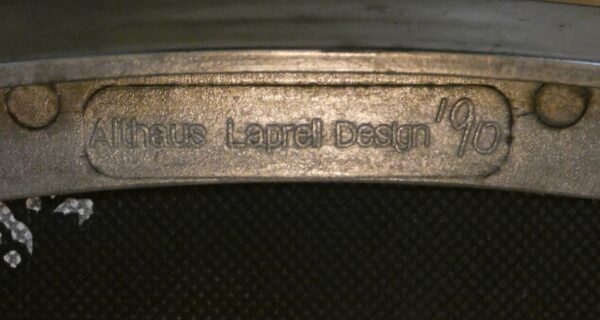 Althaus Laprell Design '90